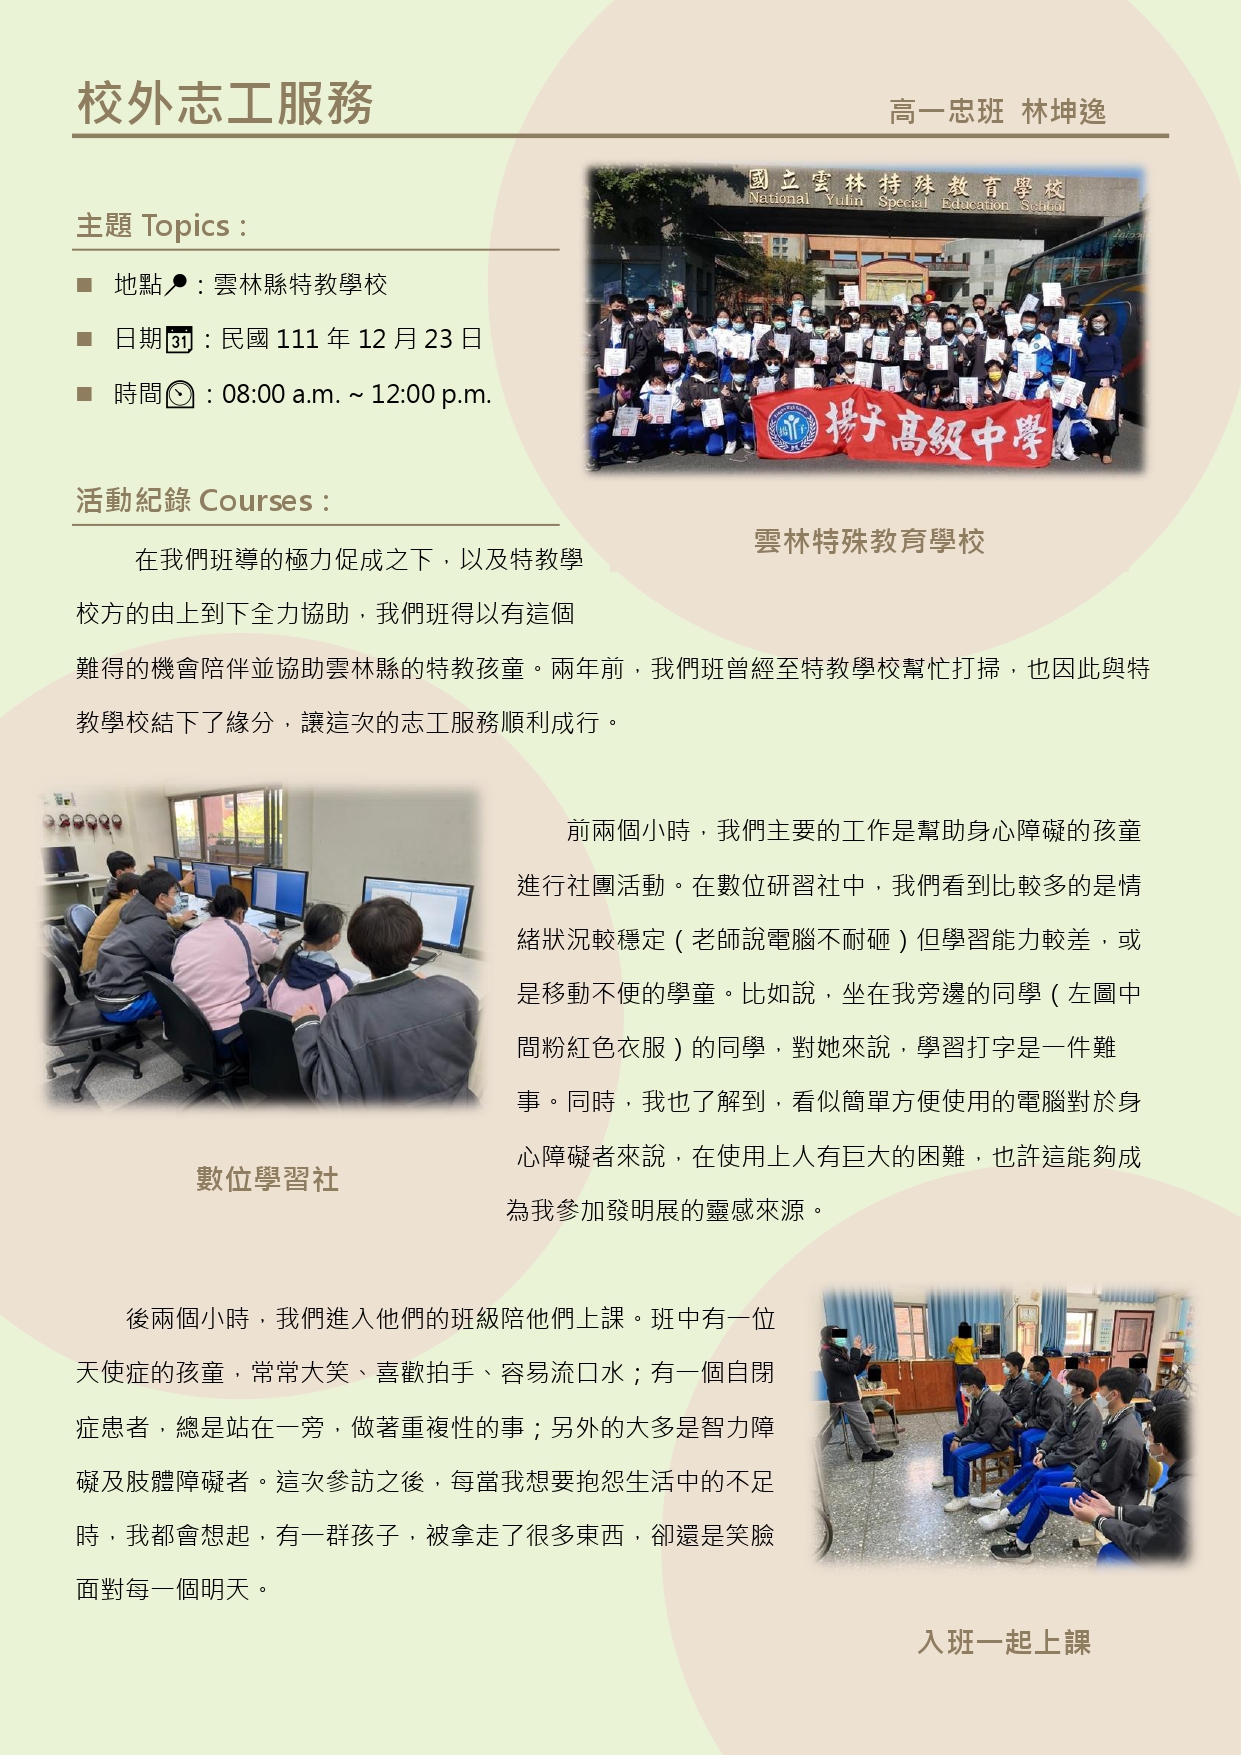 校外志工服務
高一忠班 林坤逸
主題 Topics：
地點：雲林縣特教學校
日期：民國 111 年 12 月 23 日
時間：08:00 a.m. ~ 12:00 p.m.
國立雲林特殊教育學校
National Yulin Special Education School
揚子高級中學
雲林特殊教育學校
活動紀錄 Courses：
在我們班導的極力促成之下，以及特教學
校方的由上到下全力協助，我們班得以有這個
難得的機會陪伴並協助雲林縣的特教孩童。兩年前，我們班曾經至特教學校幫忙打掃，也因此與特
教學校結下了緣分，讓這次的志工服務順利成行。
數位學習社
前兩個小時，我們主要的工作是幫助身心障礙的孩童
進行社團活動。在數位研習社中，我們看到比較多的是情
緒狀況較穩定（老師說電腦不耐砸）但學習能力較差，或
是移動不便的學童。比如說，坐在我旁邊的同學（左圖中
間粉紅色衣服）的同學，對她來說，學習打字是一件難
事。同時，我也了解到，看似簡單方便使用的電腦對於身
心障礙者來說，在使用上人有巨大的困難，也許這能夠成
為我參加發明展的靈感來源。
後兩個小時，我們進入他們的班級陪他們上課。班中有一位
天使症的孩童，常常大笑、喜歡拍手、容易流口水；有一個自閉
症患者，總是站在一旁，做著重複性的事；另外的大多是智力障
礙及肢體障礙者。這次參訪之後，每當我想要抱怨生活中的不足
時，我都會想起，有一群孩子，被拿走了很多東西，卻還是笑臉
面對每一個明天。
入班一起上課